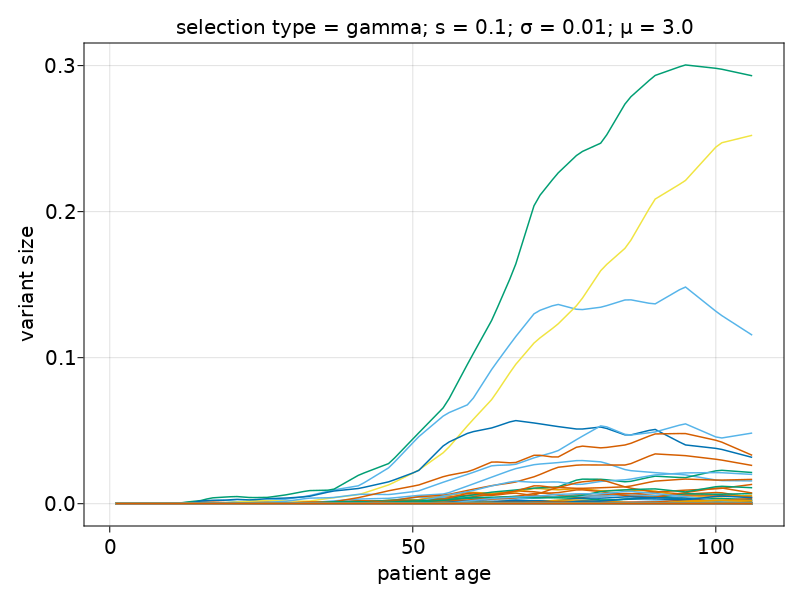 selection type = gamma; s = 0.1; σ = 0.01; μ = 3.0
0.3
0.2
0.1
0.0
variant size
0 50 100
patient age